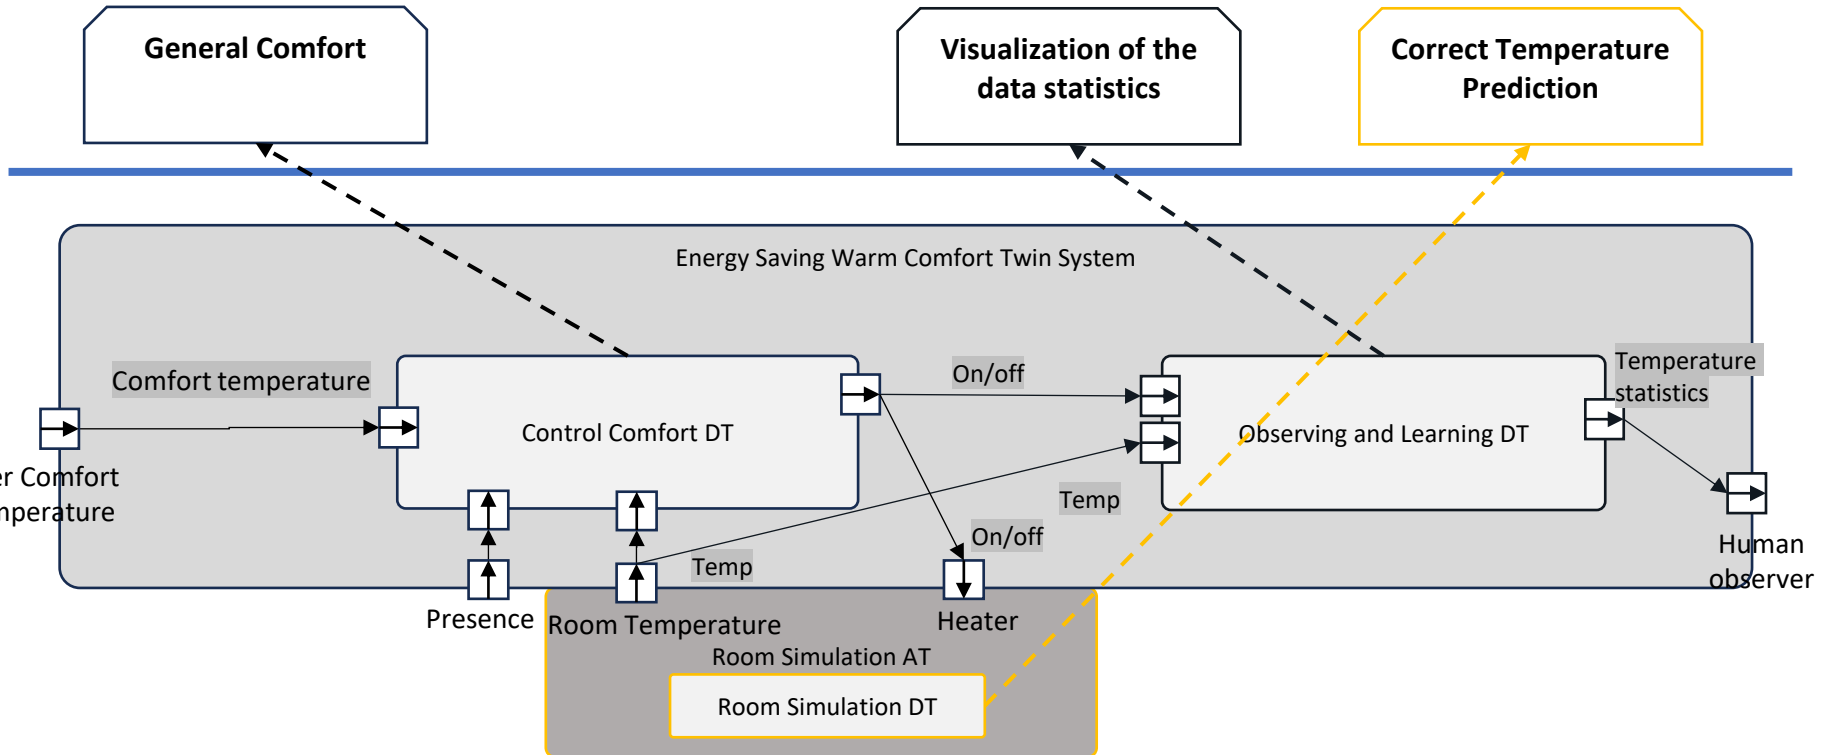 General Comfort
Visualization of the
data statistics
Correct Temperature
Prediction
Energy Saving Warm Comfort Twin System
Comfort temperature
On/off
Temperature
statistics
Control Comfort DT
Observing and Learning DT
Comfort
Temp
On/off
Temp
Human
observer
Presence
Room Temperature
Heater
Room Simulation AT
Room Simulation DT